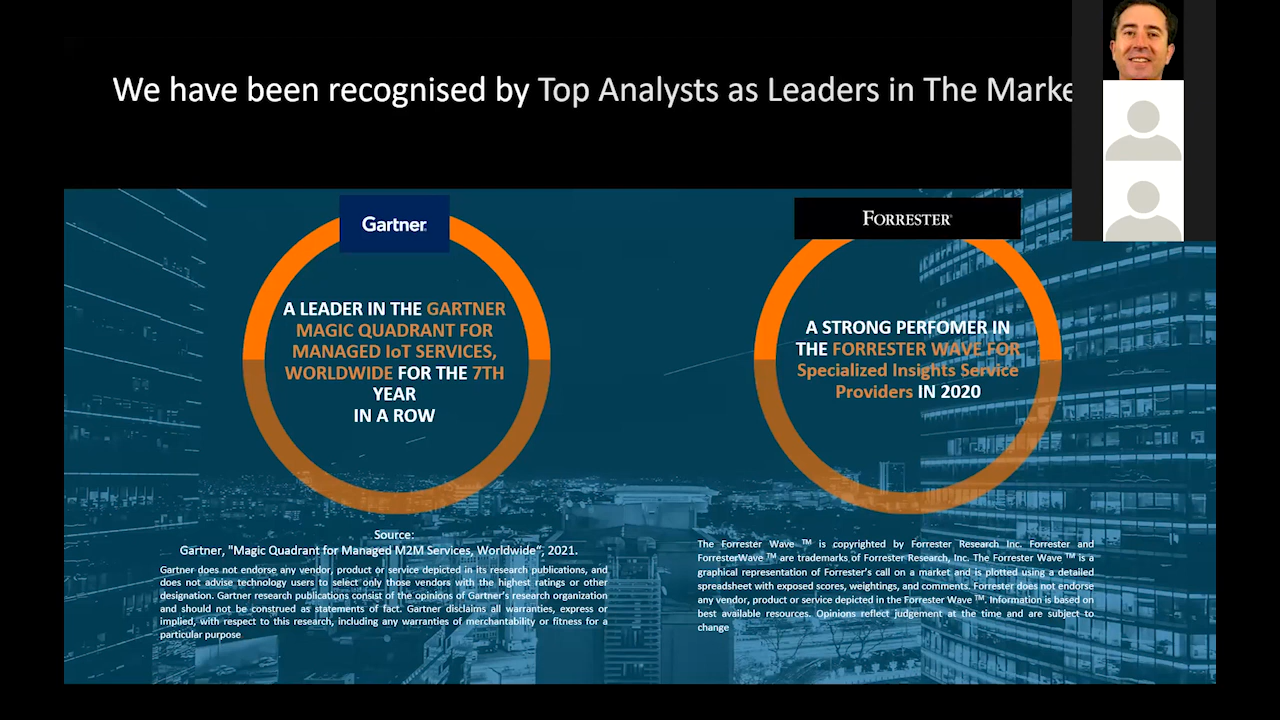 We have been recognised by Top Analysts as Leaders in The Marke
Gartner
A LEADER IN THE GARTNER
MAGIC QUADRANT FOR
MANAGED IoT SERVICES,
WORLDWIDE FOR THE 7TH
YEAR
IN A ROW
Source:
Gartner, "Magic Quadrant for Managed M2M Services, Worldwide“, 2021.
Gartner does not endorse any vendor, product or service depicted in its research publications, and
does not advise technology users to select only those vendors with the highest ratings or other
designation. Gartner research publications consist of the opinions of Gartner's research organization
and should not be construed as statements of fact. Gartner disclaims all warranties, express or
implied, with respect to this research, including any warranties of merchantability or fitness for a
particular purpose
FORRESTER®
A STRONG PERFOMER IN
THE FORRESTER WAVE FOR
Specialized Insights Service
Providers IN 2020
The Forrester Wave ™ is copyrighted by Forrester Research Inc. Forrester and
ForresterWave ™ are trademarks of Forrester Research, Inc. The Forrester Wave ™ is a
graphical representation of Forrester's call on a market and is plotted using a detailed
spreadsheet with exposed scores, weightings, and comments. Forrester does not endorse
any vendor, product or service depicted in the Forrester Wave ™. Information is based on
best available resources. Opinions reflect judgement at the time and are subject to
change